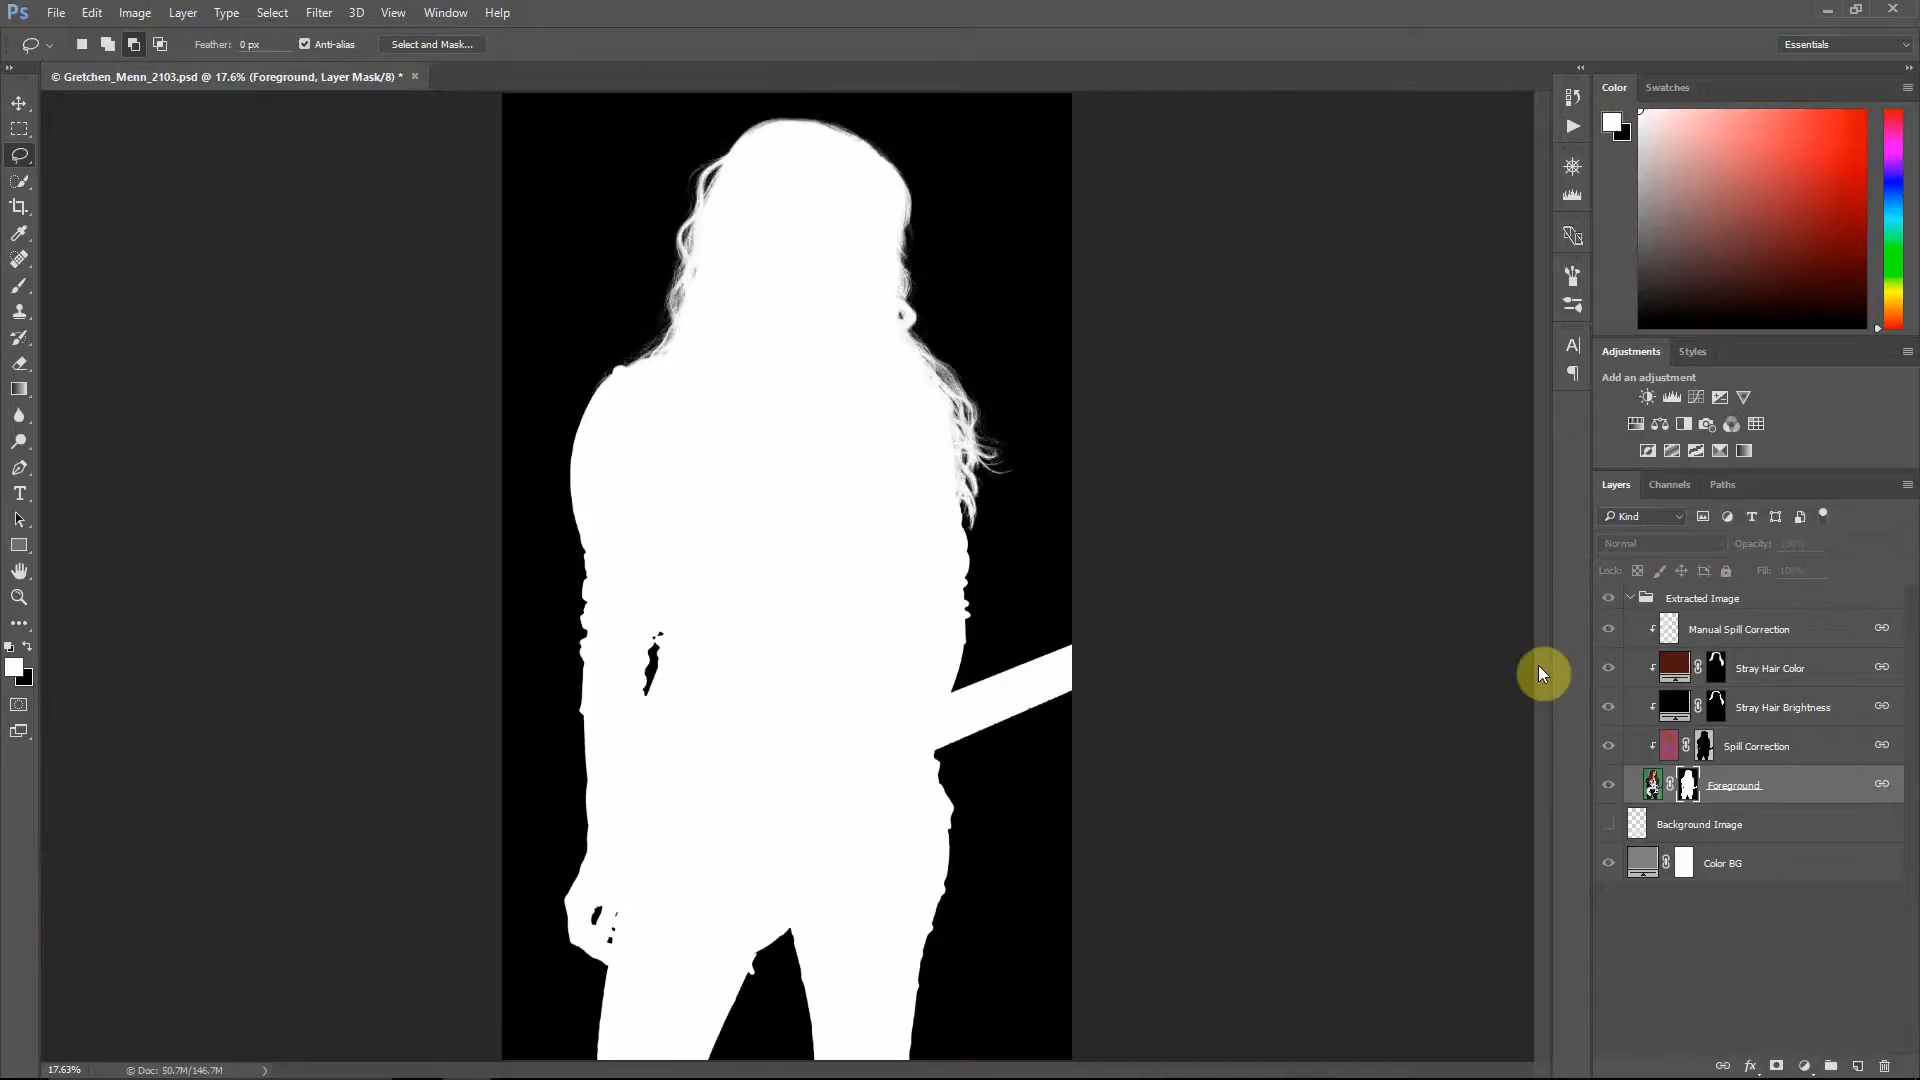 Ps File Edit Image Layer Type Select Filter 3D View Window Help
Feather: 0 px Anti-alias Select and Mask... Essentials
© Gretchen_Menn_2103.psd @ 17.6% (Foreground, Layer Mask/8) *
Color Swatches
Adjustments Styles
Add an adjustment
Layers Channels Paths
Kind
Normal Opacity: 100%
Lock: Fill: 100%
Extracted Image
Manual Spill Correction
Stray Hair Color
Stray Hair Brightness
Spill Correction
Foreground
Background Image
Color BG
17.63% © Doc: 50.7M/146.7M